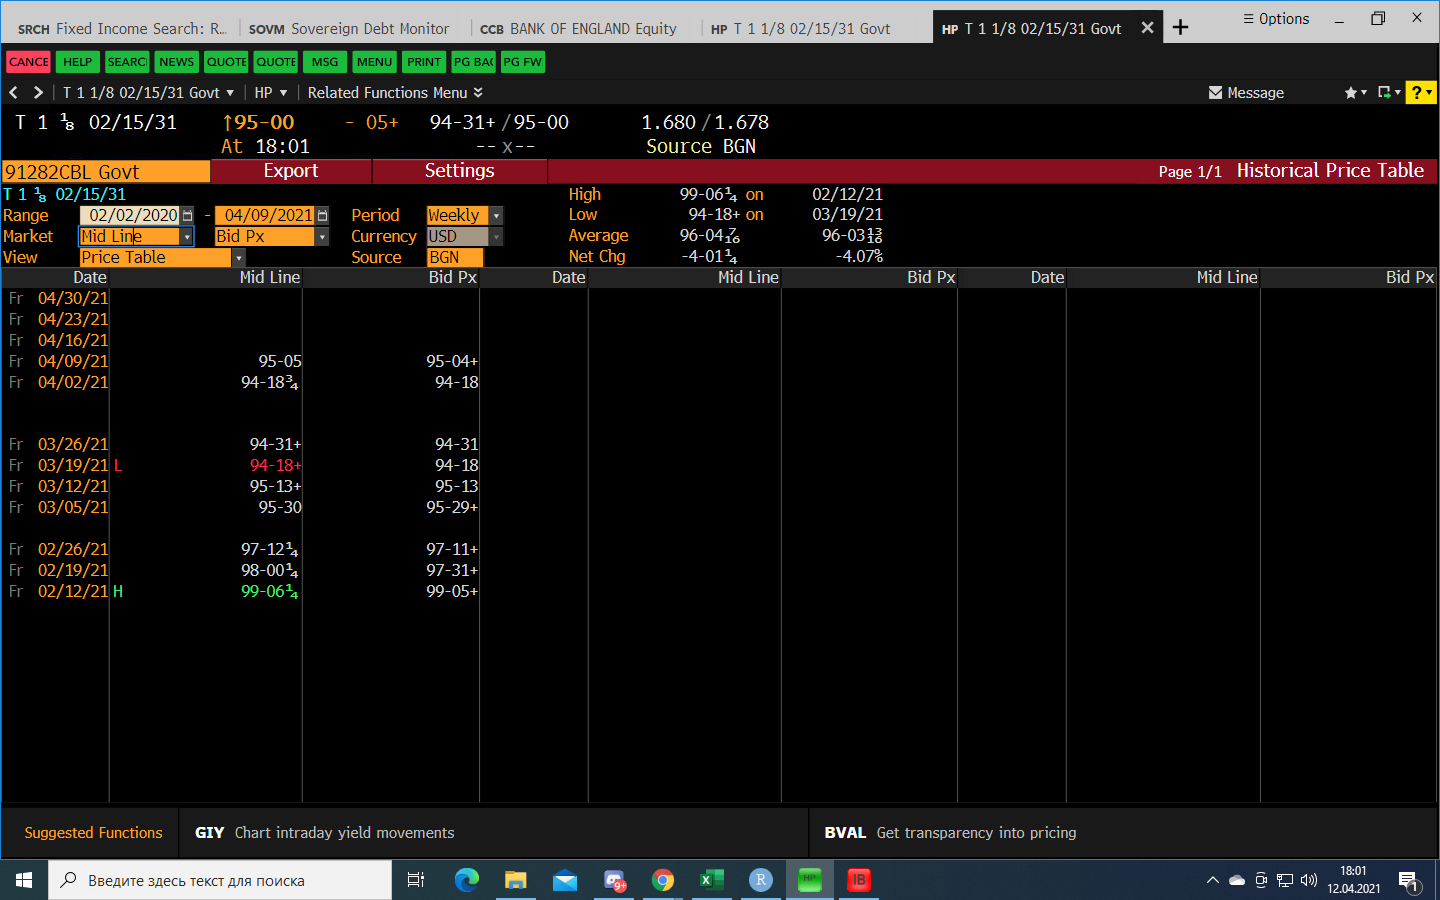 SRCH Fixed Income Search: R... SOVM Sovereign Debt Monitor CCB BANK OF ENGLAND Equity HP T 1 1/8 02/15/31 Govt HP T 1 1/8 02/15/31 Govt Options
CANCE HELP SEARC NEWS QUOTE QUOTE MSG MENU PRINT PG BAC PG FW
T 1 1/8 02/15/31 Govt HP Related Functions Menu Message ?
T 1 ⅛ 02/15/31 ↑95-00 - 05+ 94-31+ / 95-00 1.680 / 1.678
At 18:01 -- x -- Source BGN
91282CBL Govt Export Settings Page 1/1 Historical Price Table
T 1 ⅛ 02/15/31 High 99-06¼ on 02/12/21
Range 02/02/2020 - 04/09/2021 Period Weekly Low 94-18+ on 03/19/21
Market Mid Line Bid Px Currency USD Average 96-04 7/16 96-03 13/16
View Price Table Source BGN Net Chg -4-01¼ -4.07%
Date Mid Line Bid Px Date Mid Line Bid Px Date Mid Line Bid Px
Fr 04/30/21
Fr 04/23/21
Fr 04/16/21
Fr 04/09/21 95-05 95-04+
Fr 04/02/21 94-18¾ 94-18
Fr 03/26/21 94-31+ 94-31
Fr 03/19/21 L 94-18+ 94-18
Fr 03/12/21 95-13+ 95-13
Fr 03/05/21 95-30 95-29+
Fr 02/26/21 97-12¼ 97-11+
Fr 02/19/21 98-00¼ 97-31+
Fr 02/12/21 H 99-06¼ 99-05+
Suggested Functions GIY Chart intraday yield movements BVAL Get transparency into pricing
Введите здесь текст для поиска 9+ R HP IB 18:01
12.04.2021 1